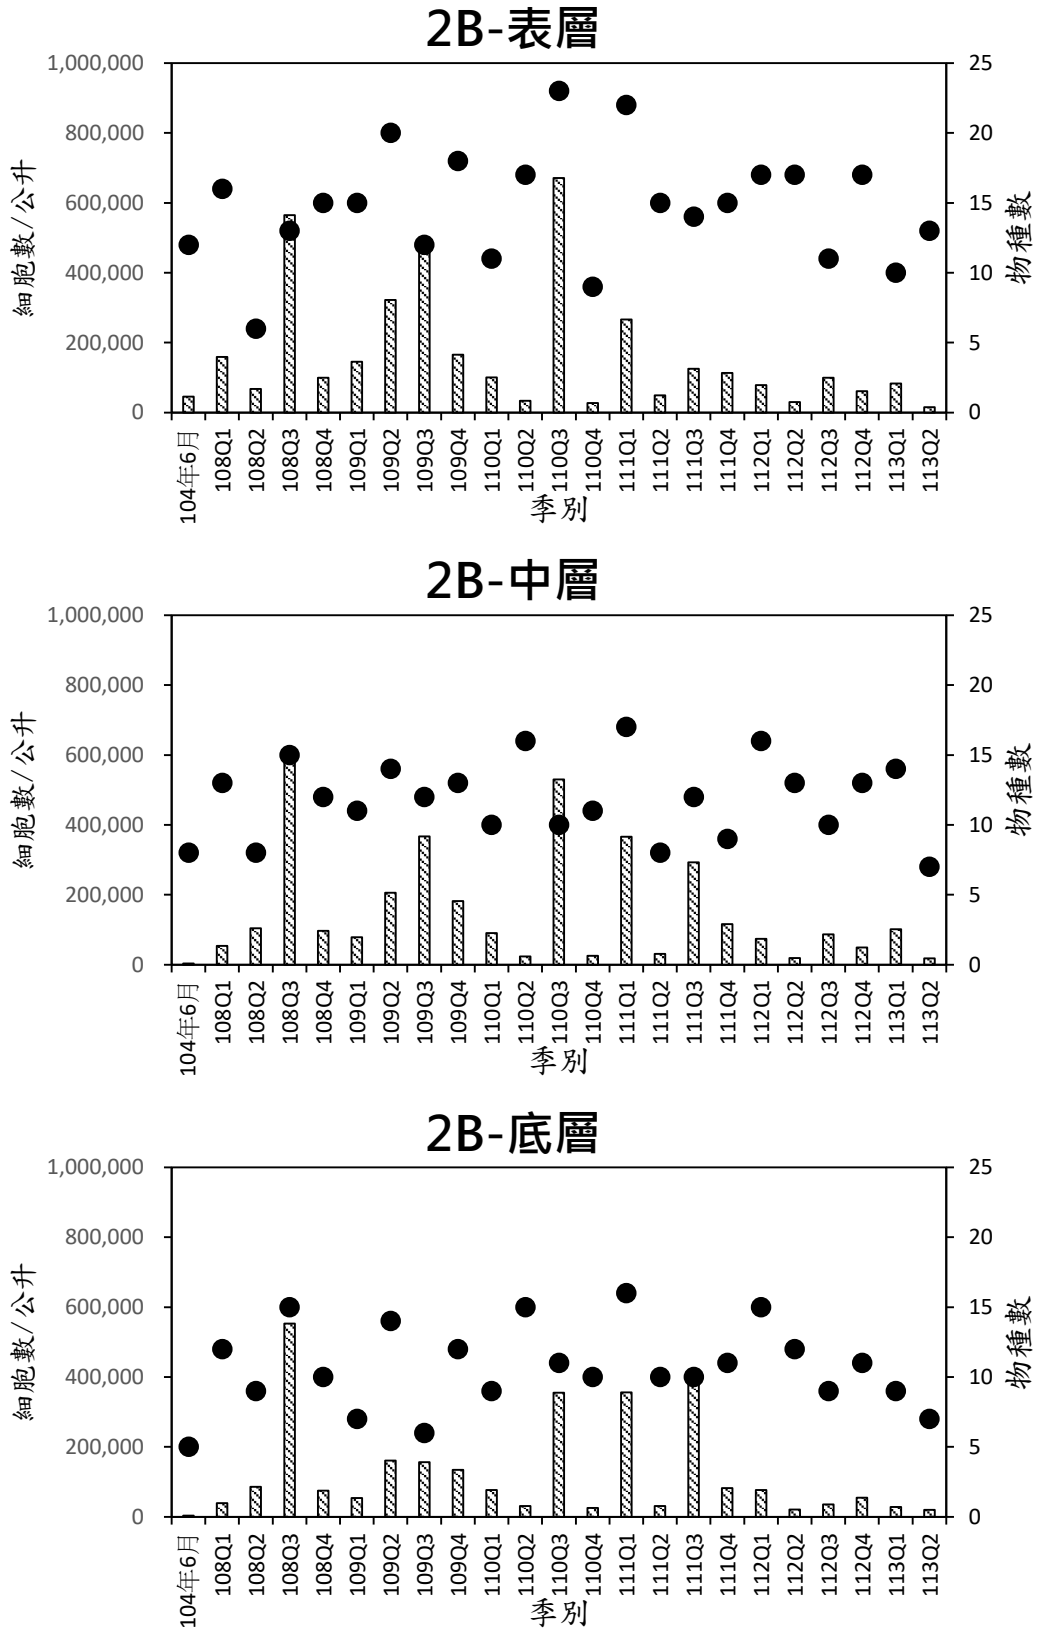 2B-表層
1,000,000
800,000
600,000
400,000
200,000
0
細胞數/公升
25
20
15
10
5
0
物種數
104年6月
108Q1
108Q2
108Q3
108Q4
109Q1
109Q2
109Q3
109Q4
110Q1
110Q2
110Q3
110Q4
111Q1
111Q2
111Q3
111Q4
112Q1
112Q2
112Q3
112Q4
113Q1
113Q2
季別
2B-中層
1,000,000
800,000
600,000
400,000
200,000
0
細胞數/公升
25
20
15
10
5
0
物種數
104年6月
108Q1
108Q2
108Q3
108Q4
109Q1
109Q2
109Q3
109Q4
110Q1
110Q2
110Q3
110Q4
111Q1
111Q2
111Q3
111Q4
112Q1
112Q2
112Q3
112Q4
113Q1
113Q2
季別
2B-底層
1,000,000
800,000
600,000
400,000
200,000
0
細胞數/公升
25
20
15
10
5
0
物種數
104年6月
108Q1
108Q2
108Q3
108Q4
109Q1
109Q2
109Q3
109Q4
110Q1
110Q2
110Q3
110Q4
111Q1
111Q2
111Q3
111Q4
112Q1
112Q2
112Q3
112Q4
113Q1
113Q2
季別